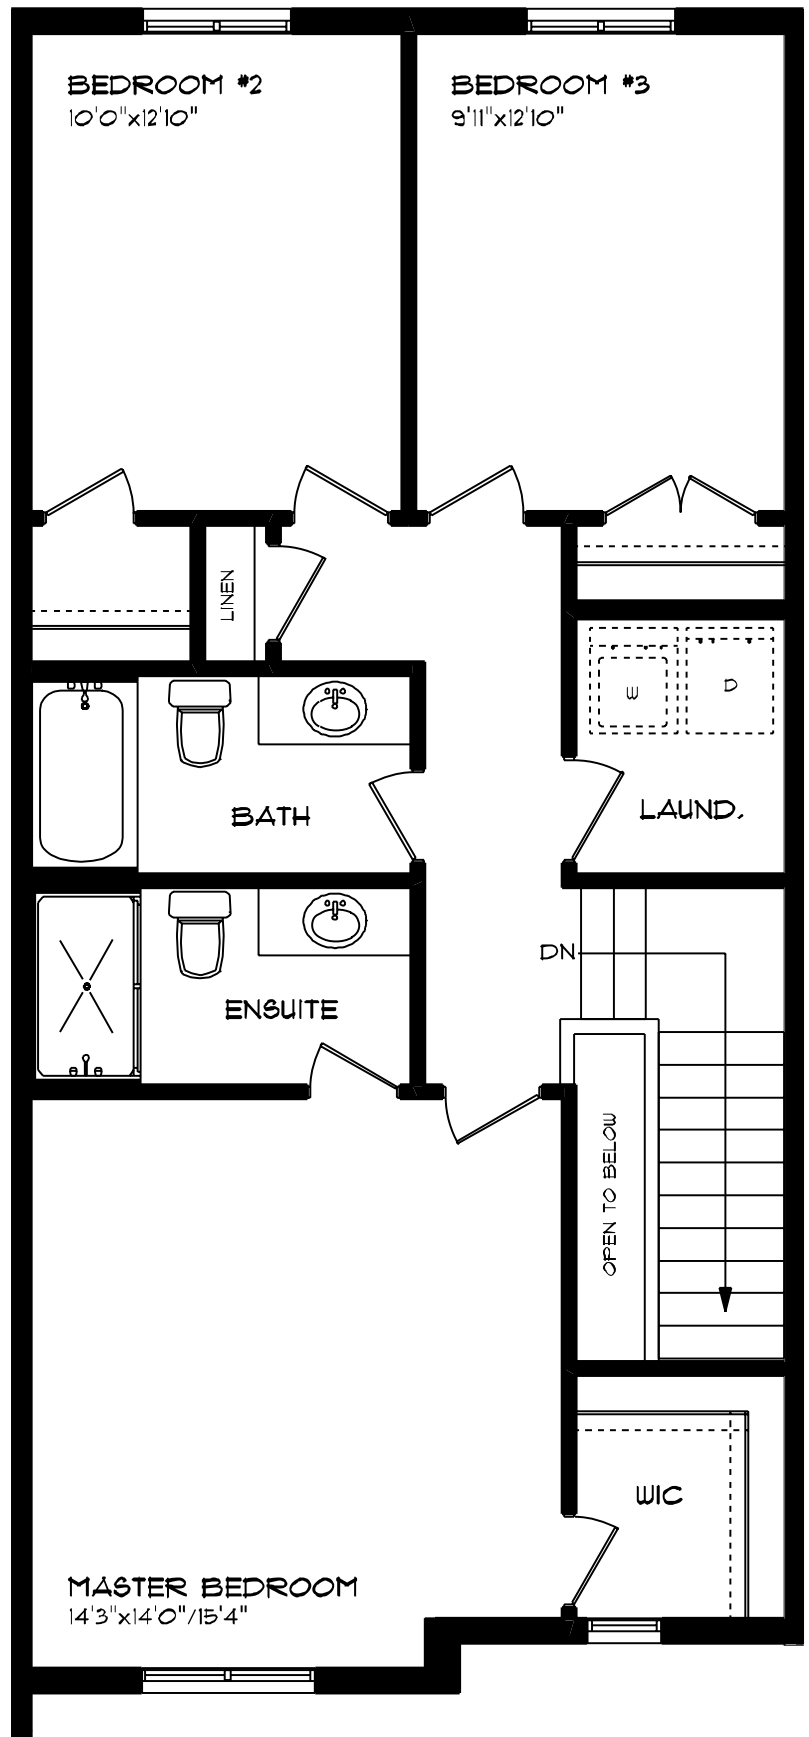 BEDROOM #2
10'0"x12'10"
BEDROOM #3
9'11"x12'10"
LINEN
W
D
BATH
LAUND.
DN
ENSUITE
OPEN TO BELOW
WIC
MASTER BEDROOM
14'3"x14'0"/15'4"